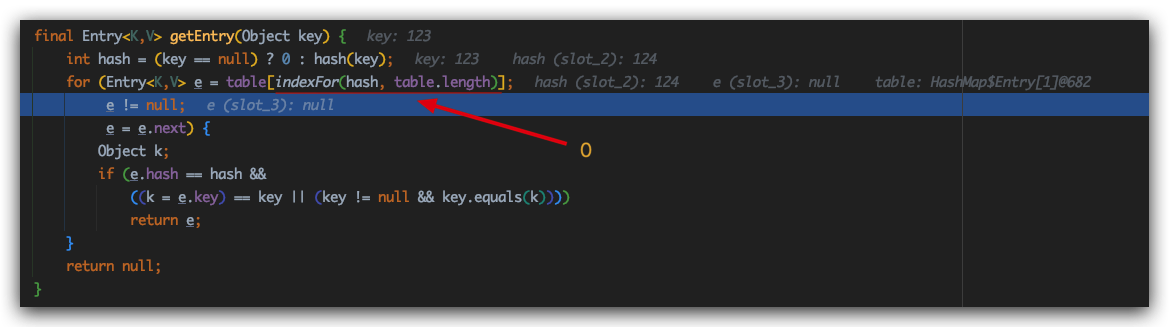 final Entry<K,V> getEntry(Object key) {   key: 123
    int hash = (key == null) ? 0 : hash(key);   key: 123     hash (slot_2): 124
    for (Entry<K,V> e = table[indexFor(hash, table.length)];   hash (slot_2): 124     e (slot_3): null     table: HashMap$Entry[1]@682
         e != null;   e (slot_3): null
         e = e.next) {
        Object k;
0
        if (e.hash == hash &&
            ((k = e.key) == key || (key != null && key.equals(k))))
            return e;
    }
    return null;
}